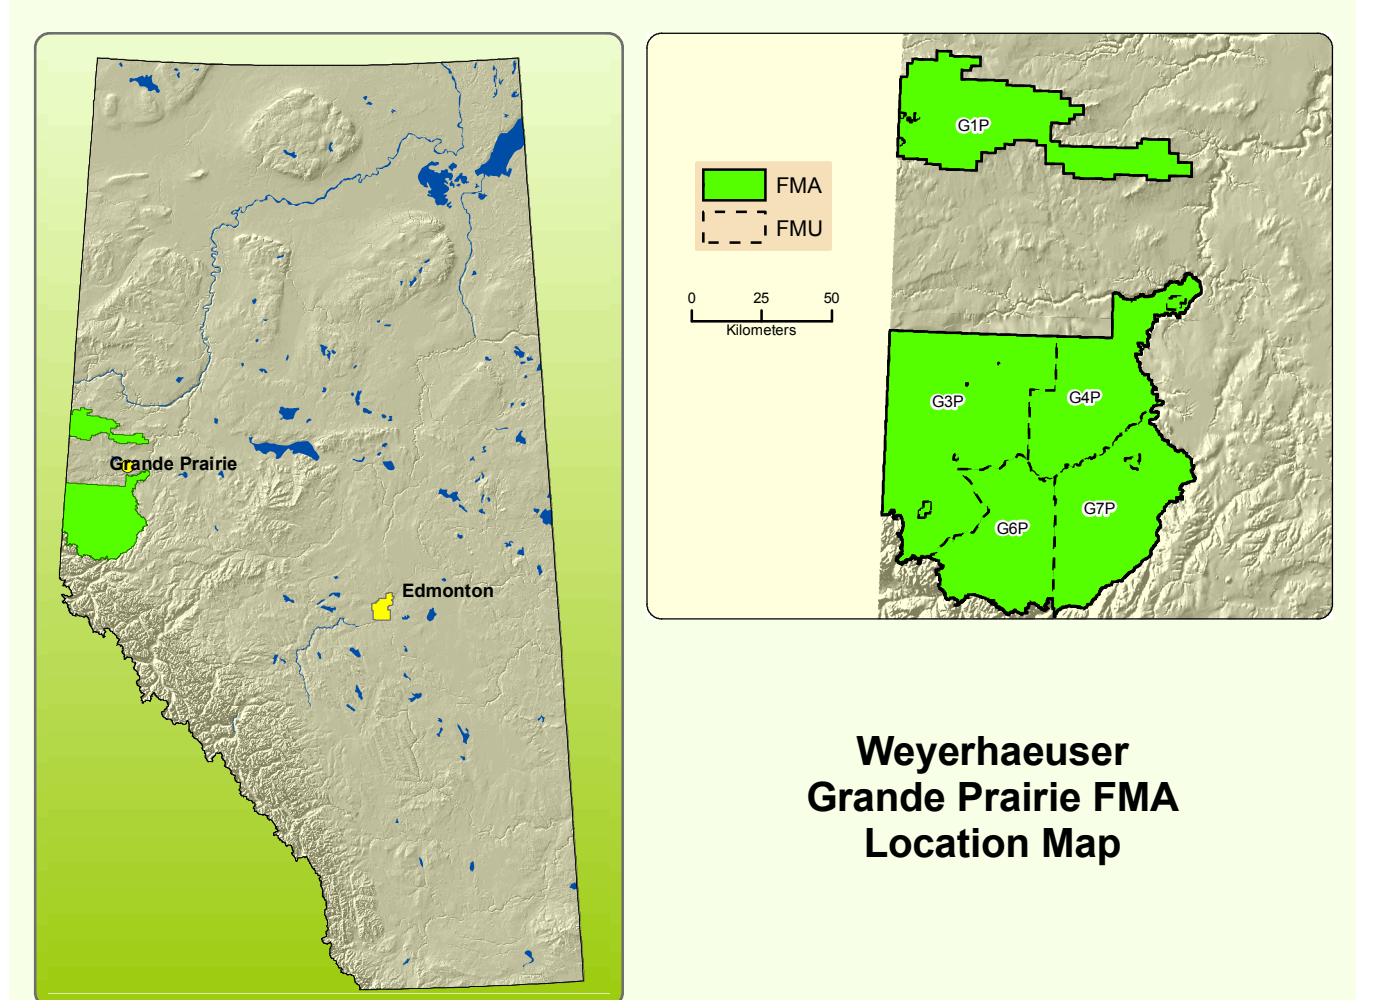 Grande Prairie
Edmonton
G1P
FMA
FMU
0 25 50
Kilometers
G3P
G4P
G6P
G7P
Weyerhaeuser
Grande Prairie FMA
Location Map